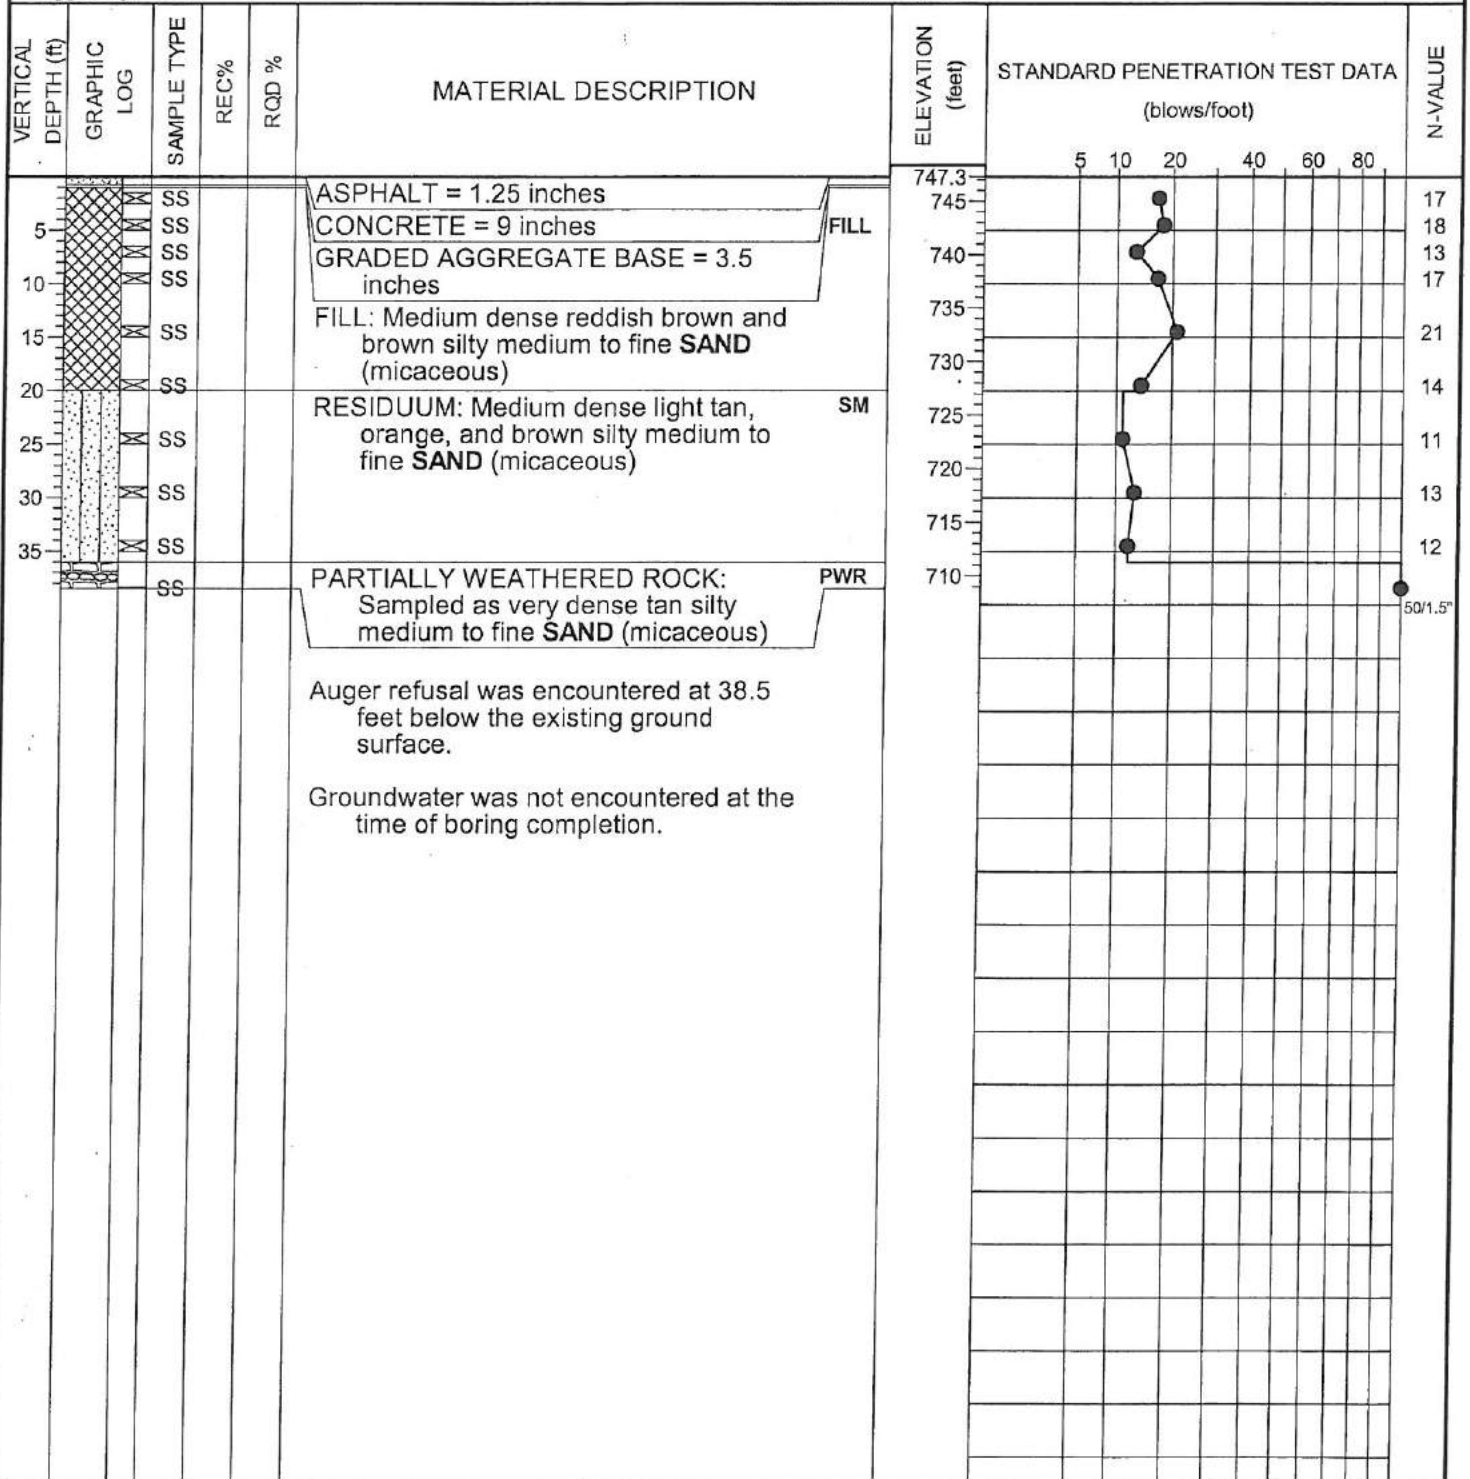 VERTICAL
DEPTH (ft)
GRAPHIC
LOG
SAMPLE TYPE
REC%
RQD %
MATERIAL DESCRIPTION
ELEVATION
(feet)
STANDARD PENETRATION TEST DATA
(blows/foot)
N-VALUE
5 10 20 40 60 80
747.3
ASPHALT = 1.25 inches
SS
745
17
5
SS
CONCRETE = 9 inches
FILL
18
SS
GRADED AGGREGATE BASE = 3.5
inches
740
13
10
SS
17
FILL: Medium dense reddish brown and
brown silty medium to fine SAND
(micaceous)
735
15
SS
21
730
20
SS
14
RESIDUUM: Medium dense light tan,
orange, and brown silty medium to
fine SAND (micaceous)
SM
725
25
SS
11
720
30
SS
13
715
35
SS
12
PARTIALLY WEATHERED ROCK:
Sampled as very dense tan silty
medium to fine SAND (micaceous)
PWR
710
SS
50/1.5"
Auger refusal was encountered at 38.5
feet below the existing ground
surface.
Groundwater was not encountered at the
time of boring completion.